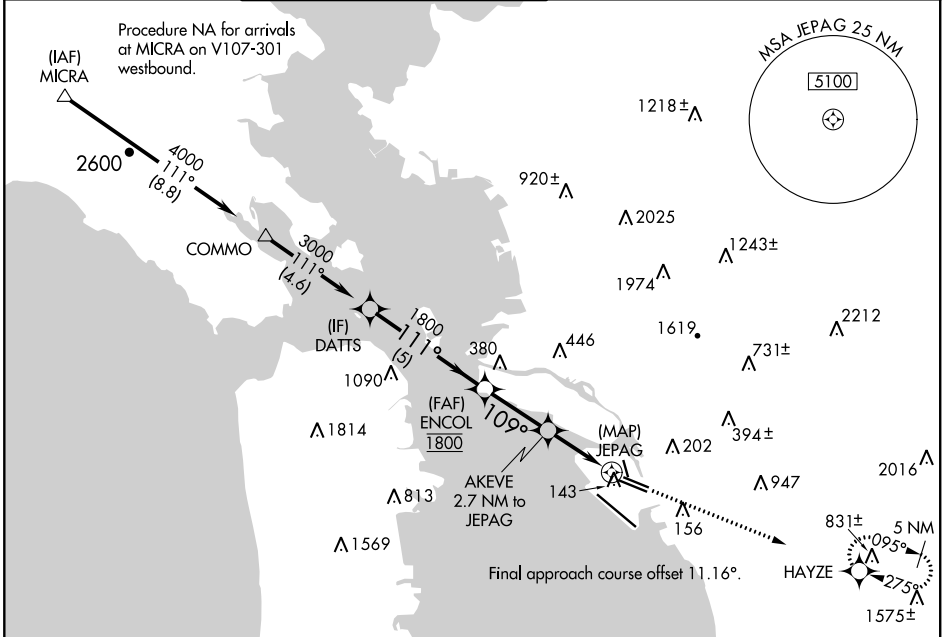 Procedure NA for arrivals
at MICRA on V107-301
westbound.
(IAF)
MICRA
MSA JEPAG 25 NM
5100
1218±
2600
4000
111°
(8.8)
920±
2025
COMMO
3000
111°
(4.6)
1243±
1974
(IF)
DATTS
1800
111°
(5)
2212
1619
380
446
731±
1090
(FAF)
ENCOL
1800
109°
1814
(MAP)
JEPAG
394±
202
2016
AKEVE
2.7 NM to
JEPAG
143
947
813
156
831±
5 NM
095°
1569
Final approach course offset 11.16°.
HAYZE
275°
1575±